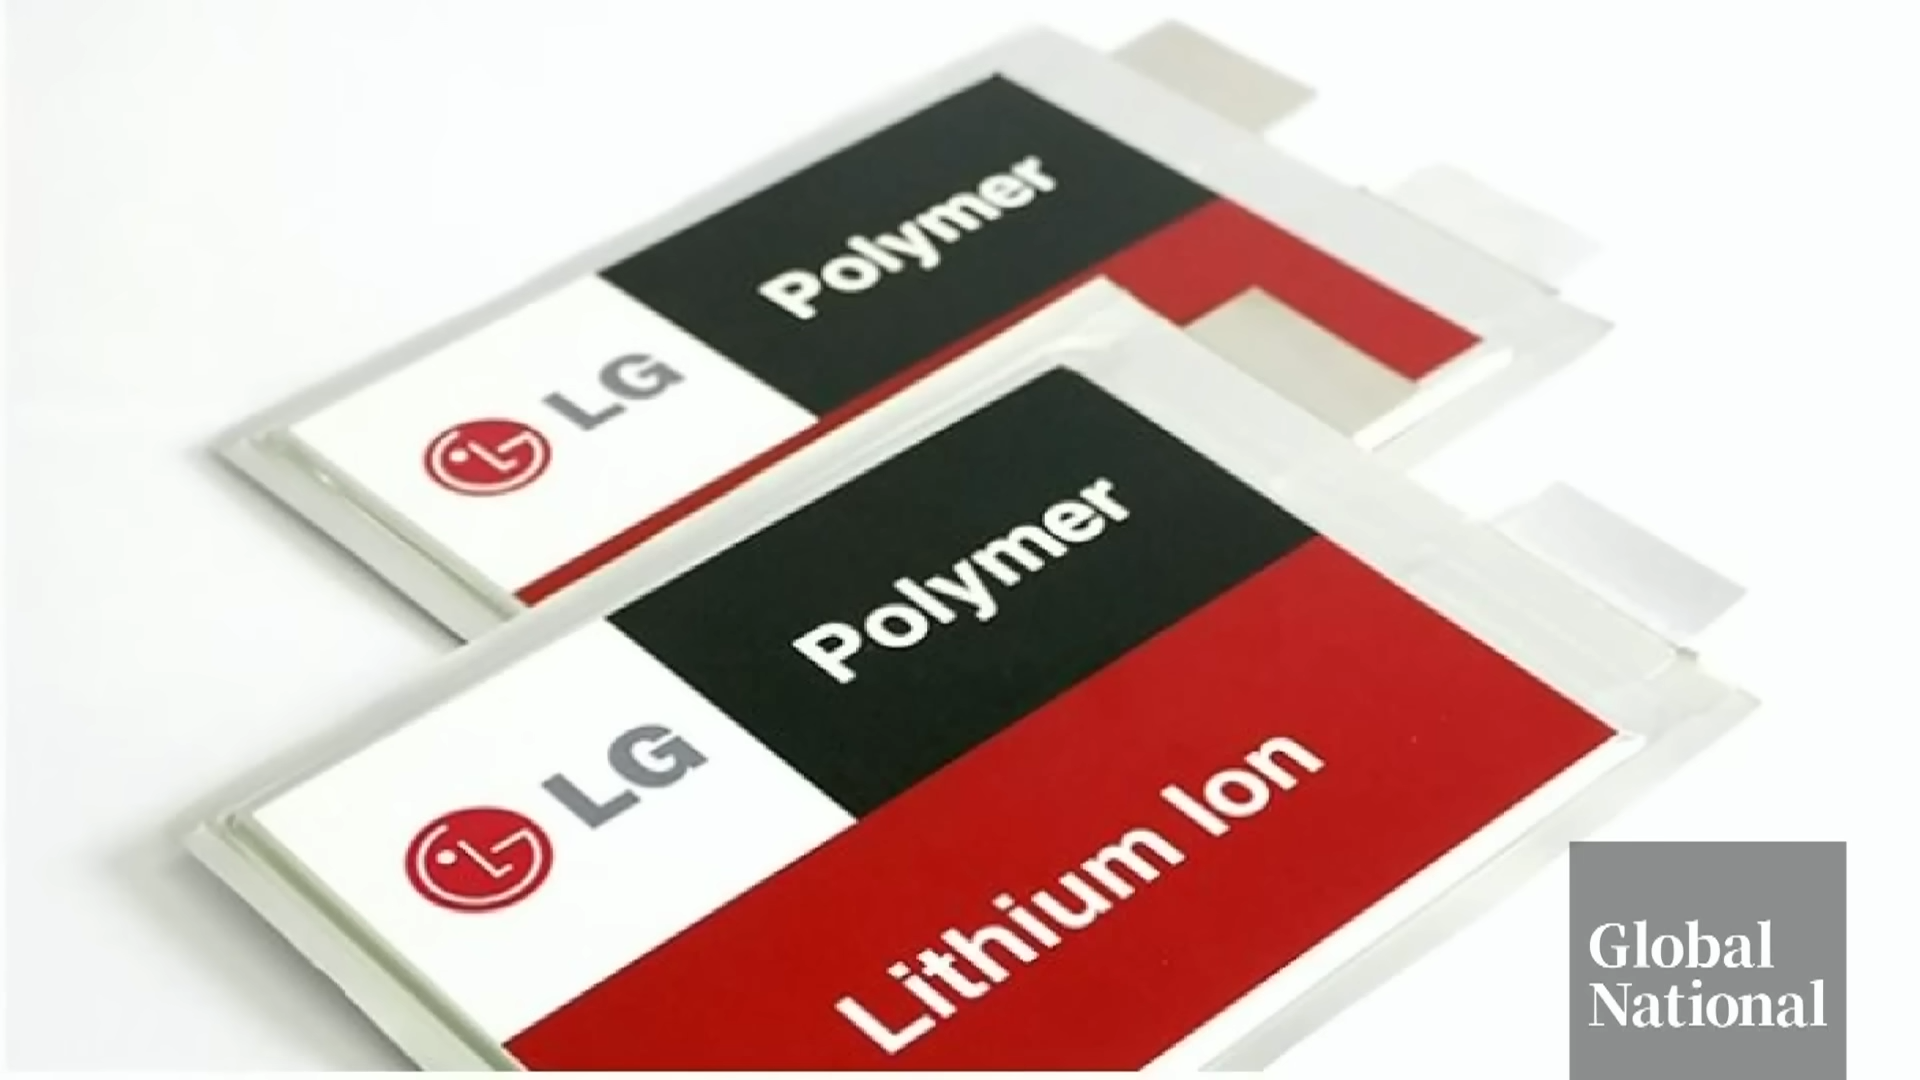 Polymer
LG
Polymer
LG
Lithium Ion
Global
National